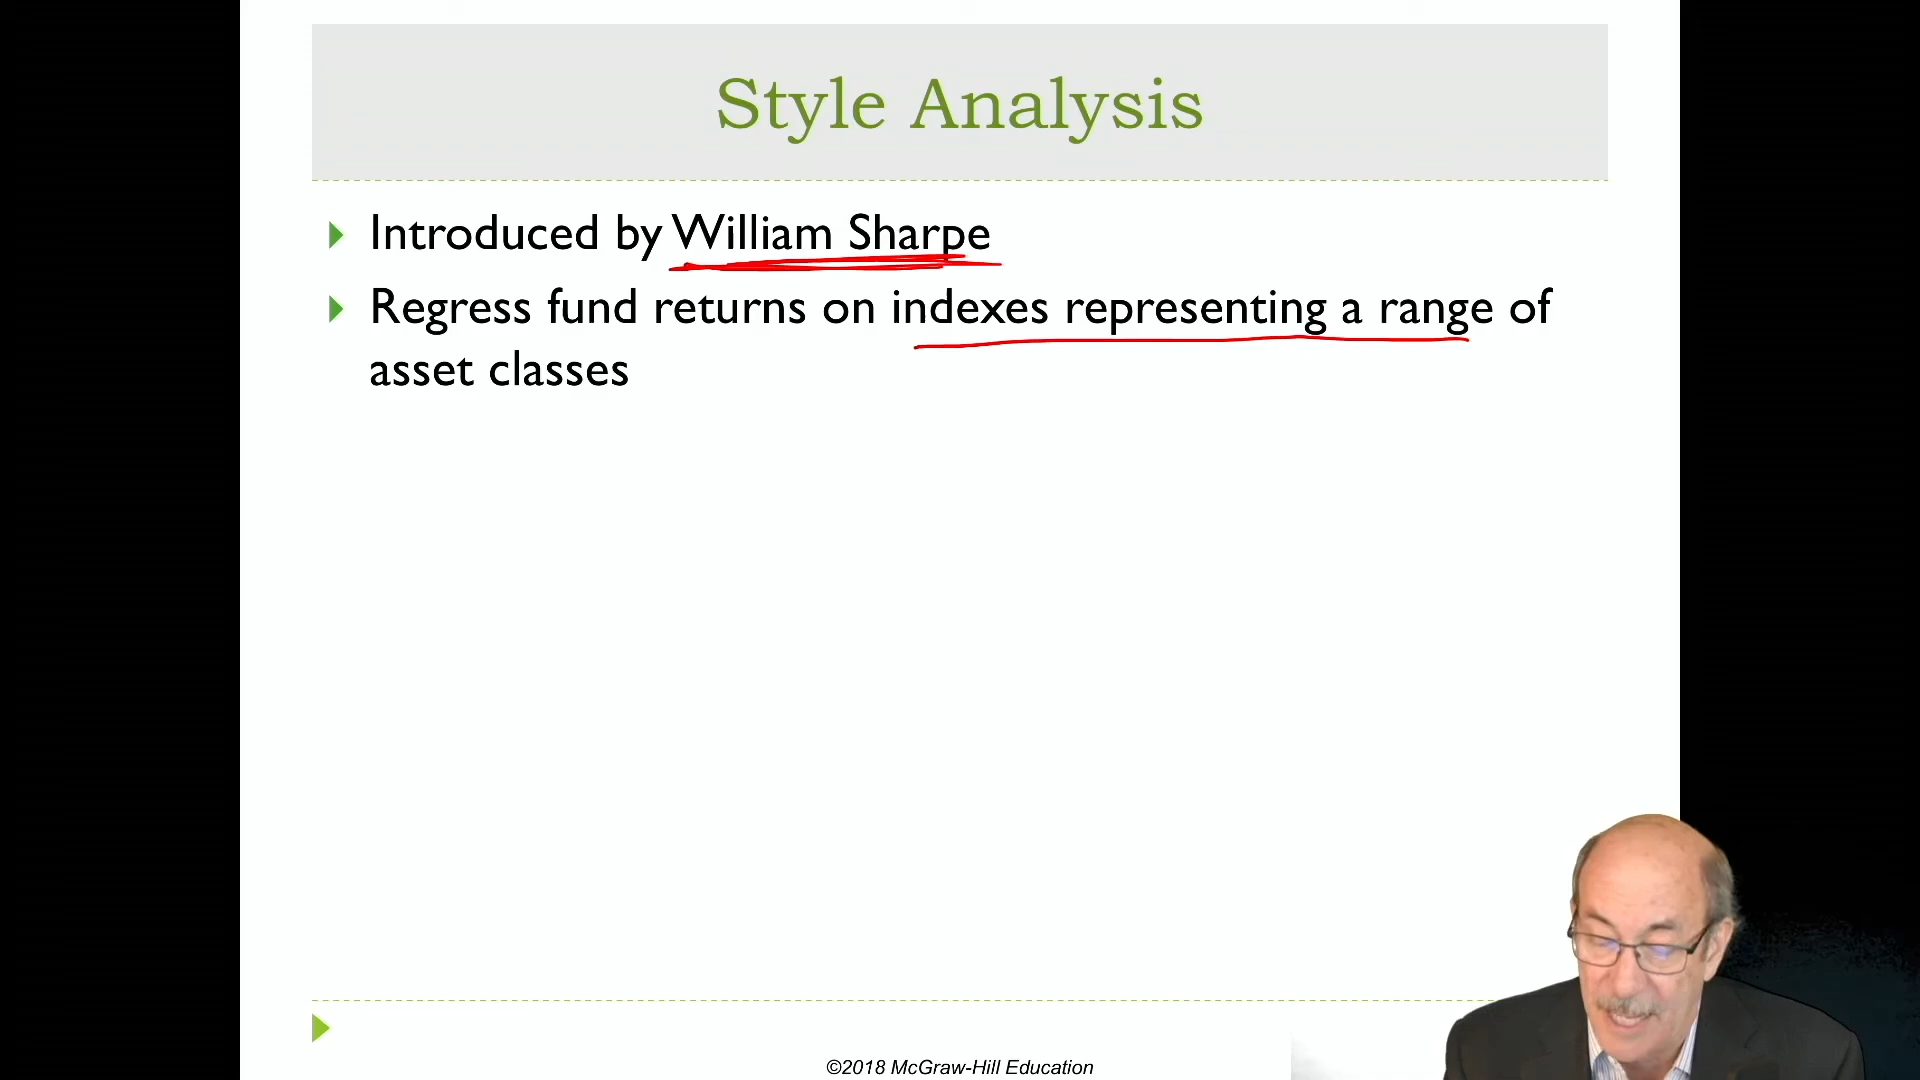 Style Analysis
Introduced by William Sharpe
Regress fund returns on indexes representing a range of
asset classes
©2018 McGraw-Hill Education